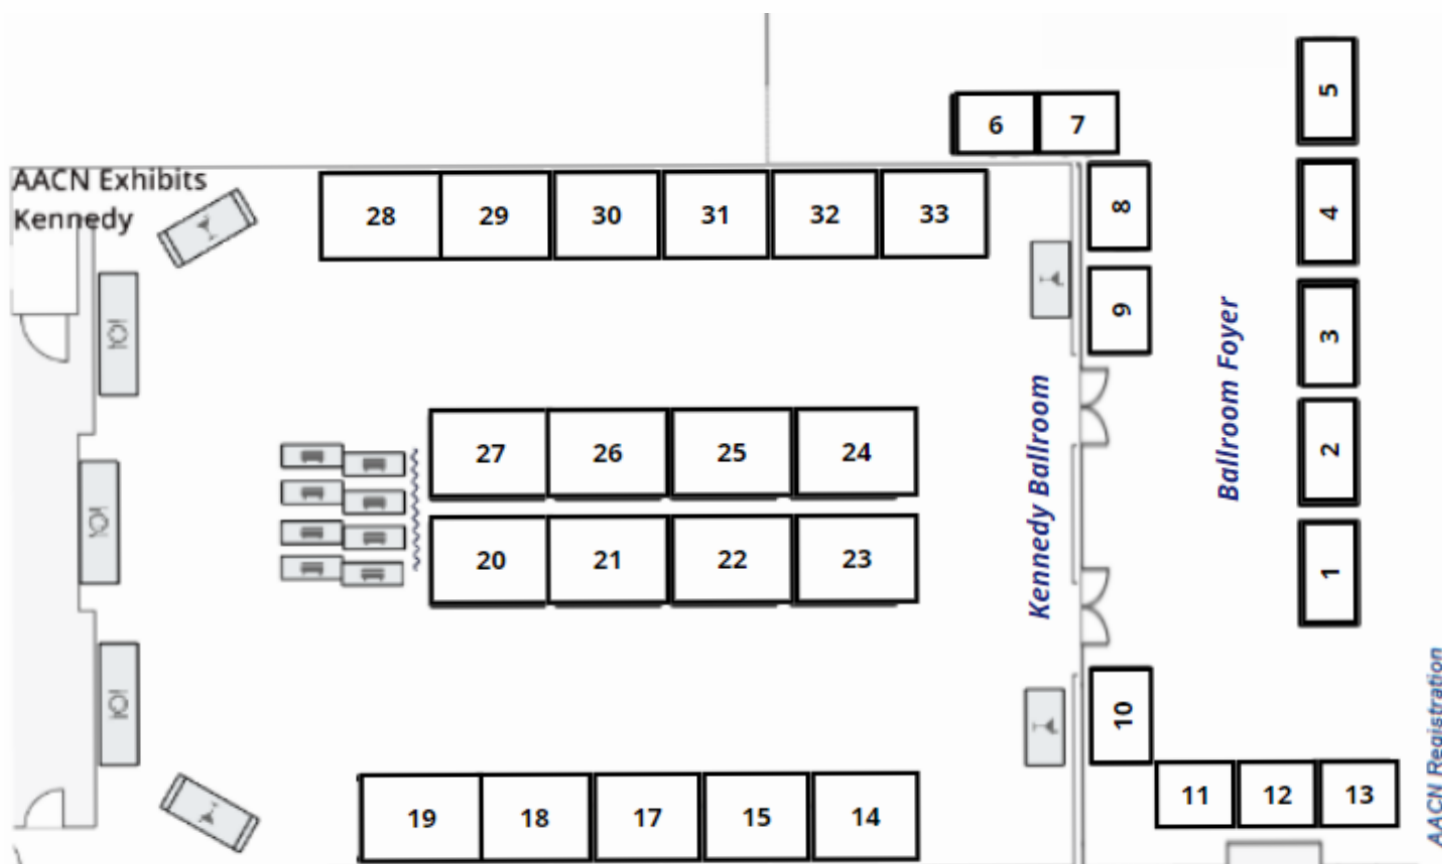 5
6 7
AACN Exhibits
Kennedy
28 29 30 31 32 33
8
4
9
3
Ballroom Foyer
Kennedy Ballroom
27 26 25 24
2
20 21 22 23
1
10
AACN Registration
11 12 13
19 18 17 15 14